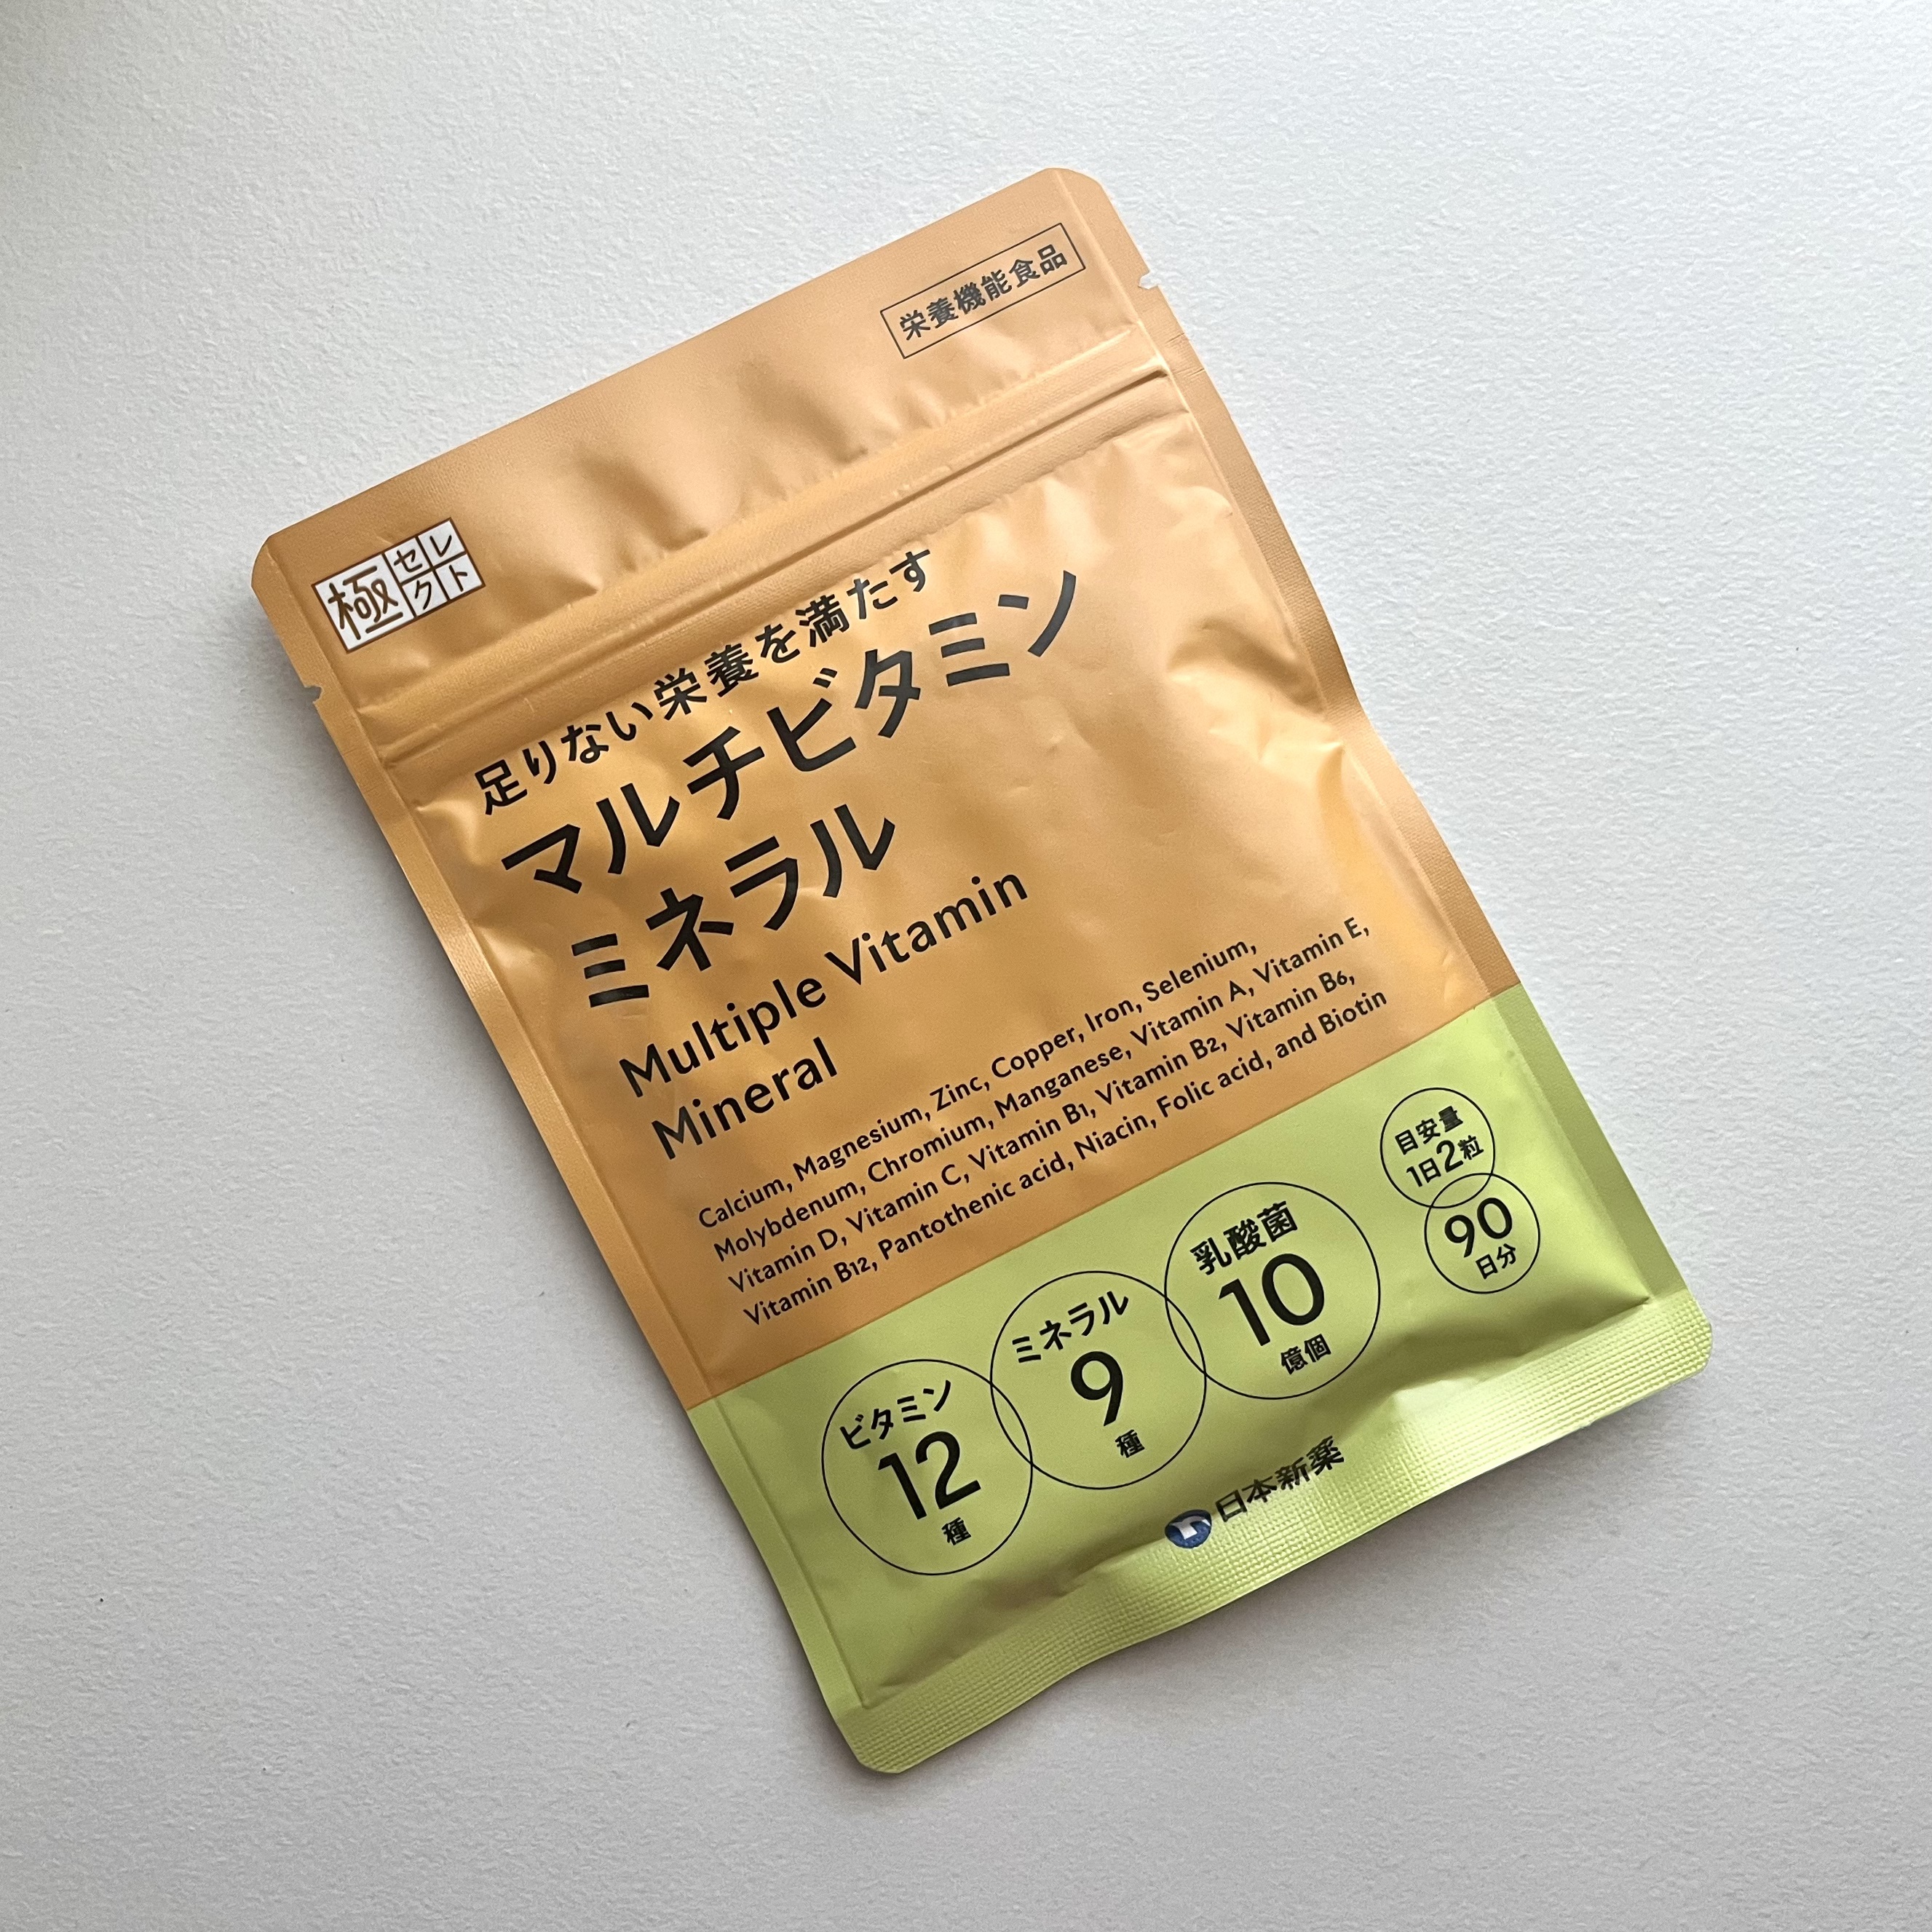 栄養機能食品
極セレクト
足りない栄養を満たす
マルチビタミン
ミネラル
Multiple Vitamin
Mineral
Calcium, Magnesium, Zinc, Copper, Iron, Selenium,
Molybdenum, Chromium, Manganese, Vitamin A, Vitamin E,
Vitamin D, Vitamin C, Vitamin B1, Vitamin B2, Vitamin B6,
Vitamin B12, Pantothenic acid, Niacin, Folic acid, and Biotin
ビタミン
12
種
ミネラル
9
種
乳酸菌
10
億個
目安量
1日2粒
90
日分
日本新薬